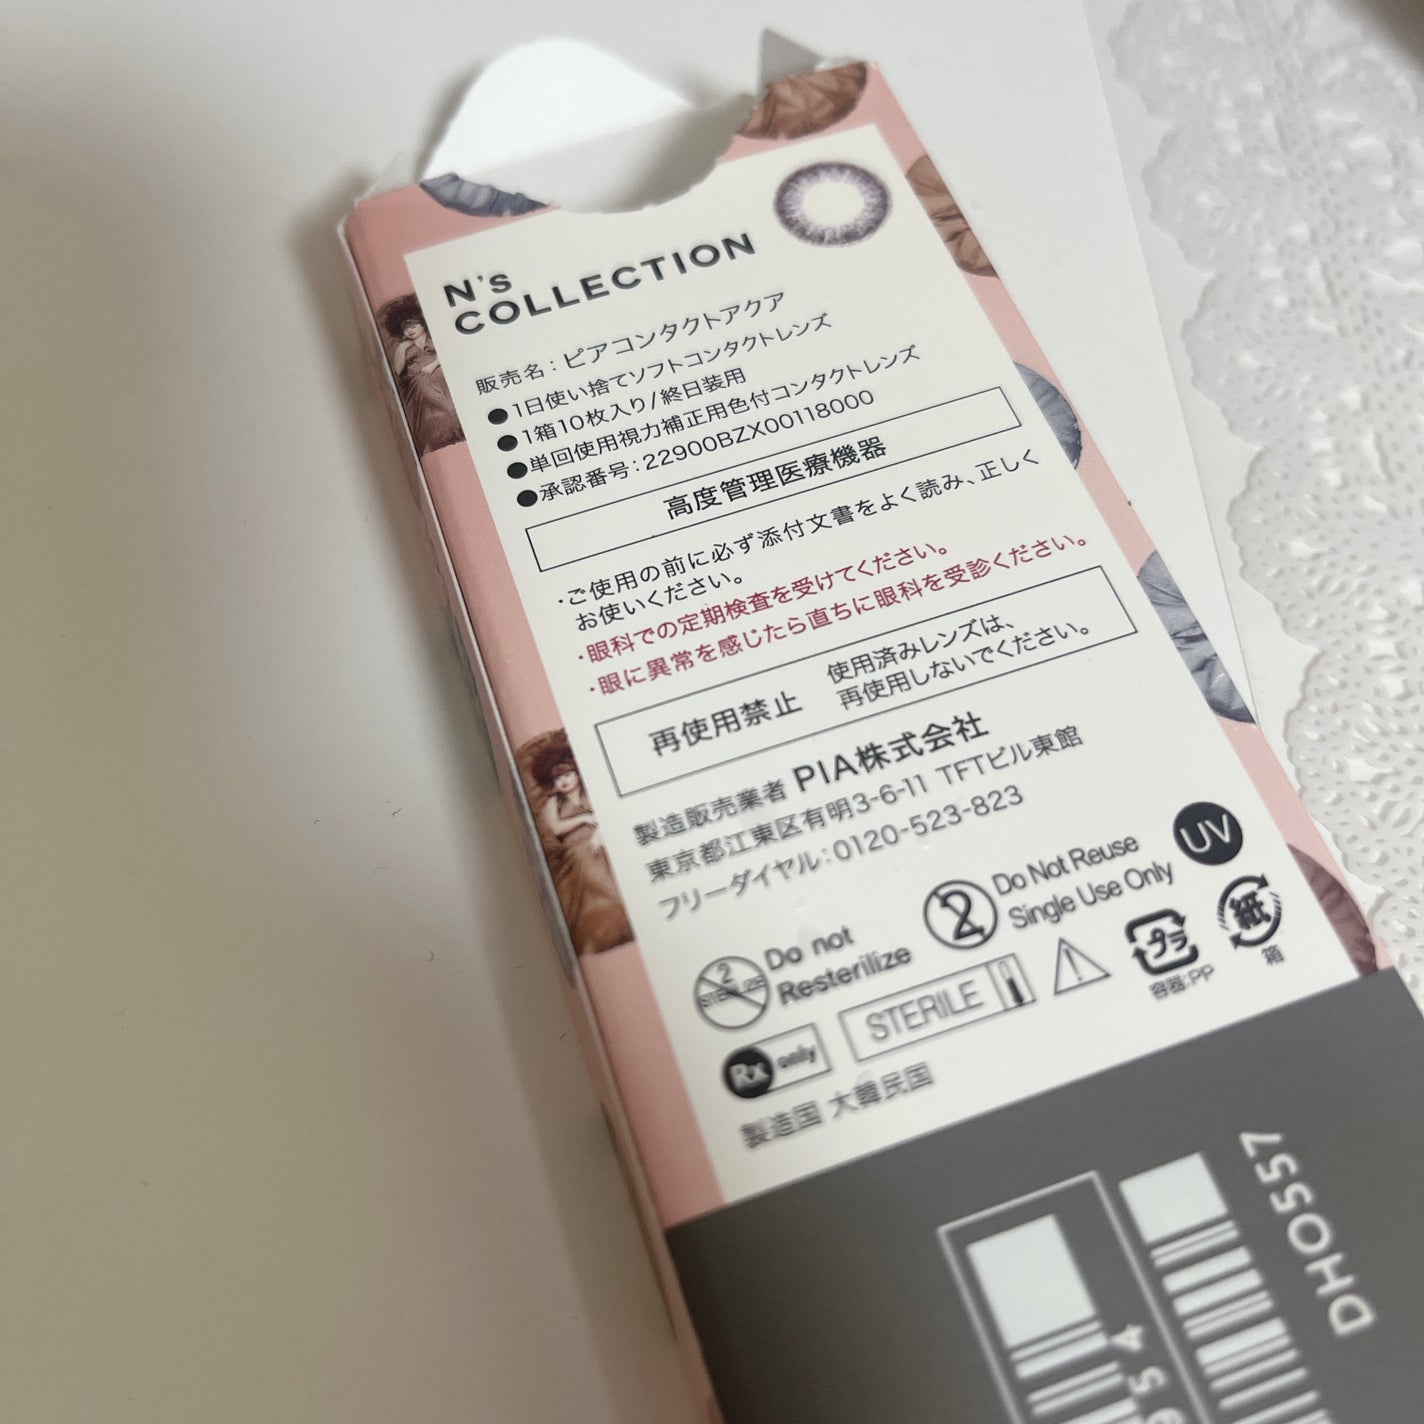 N's
COLLECTION
販売名：ピアコンタクトアクア
●1日使い捨てソフトコンタクトレンズ
●1箱10枚入り/終日装用
●単回使用視力補正用色付コンタクトレンズ
●承認番号：22900BZX00118000
高度管理医療機器
・ご使用の前に必ず添付文書をよく読み、正しく
お使いください。
・眼科での定期検査を受けてください。
・眼に異常を感じたら直ちに眼科を受診ください。
再使用禁止
使用済みレンズは、
再使用しないでください。
製造販売業者 PIA株式会社
東京都江東区有明3-6-11 TFTビル東館
フリーダイヤル：0120-523-823
2
STERILIZE
Do not
Resterilize
2
Do Not Reuse
Single Use Only
UV
Rx only
STERILE
プラ
容器:PP
紙
箱
製造国 大韓民国
DHO557